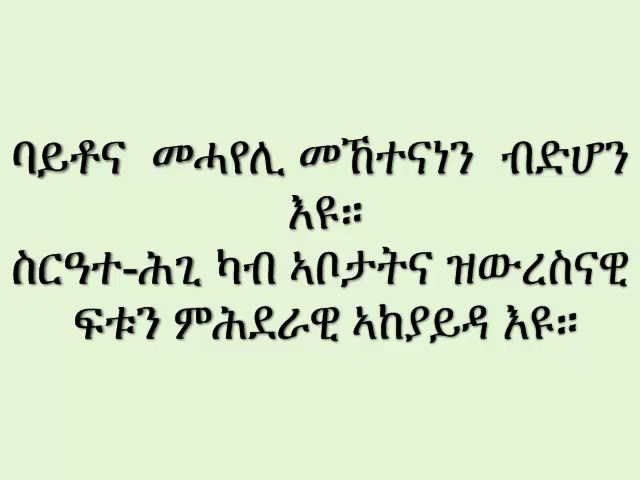 ባይቶና  መሓየሊ መኸተናነን  ብድሆን
እዩ።
ስርዓተ-ሕጊ ካብ ኣቦታትና ዝውረስናዊ
ፍቱን ምሕደራዊ ኣከያይዳ እዩ።